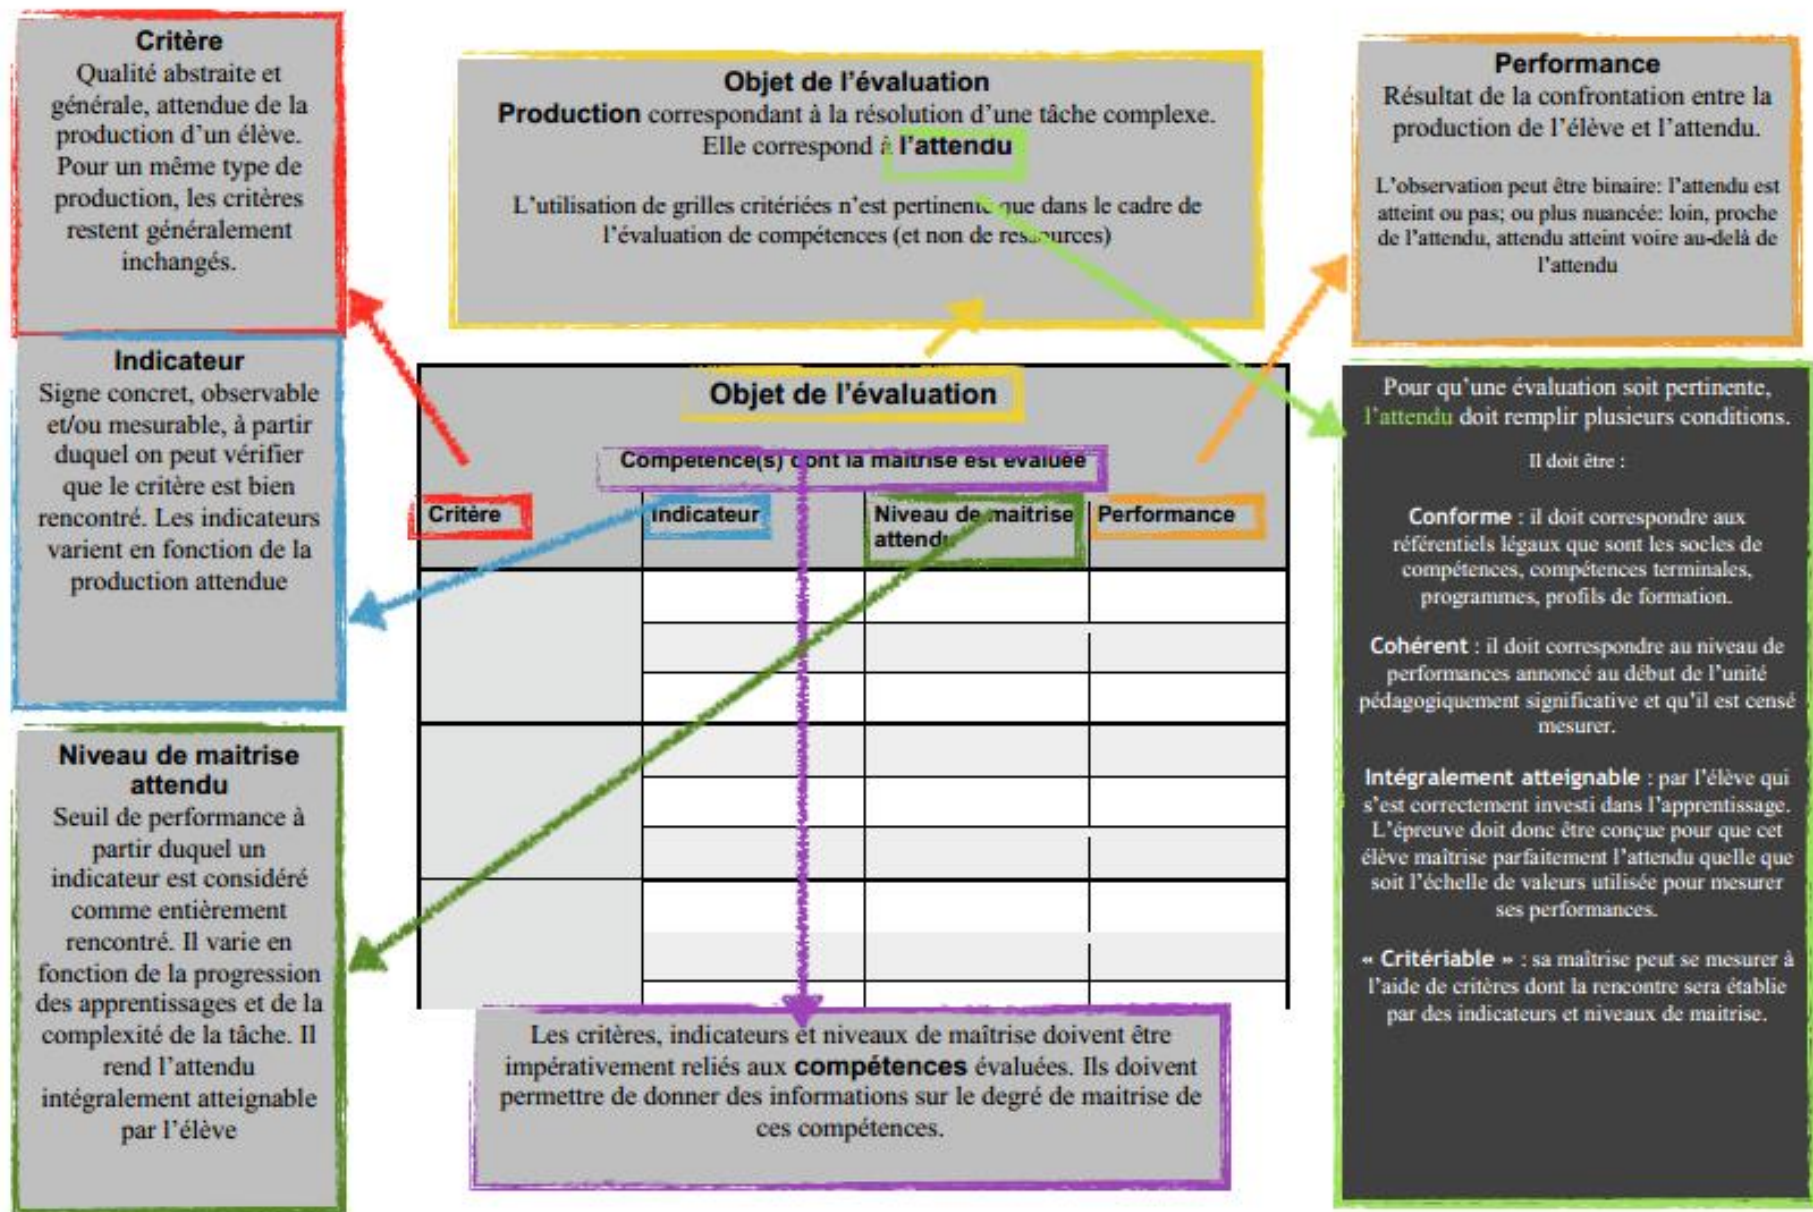 Critère
Qualité abstraite et
générale, attendue de la
production d'un élève.
Pour un même type de
production, les critères
restent généralement
inchangés.
Indicateur
Signe concret, observable
et/ou mesurable, à partir
duquel on peut vérifier
que le critère est bien
rencontré. Les indicateurs
varient en fonction de la
production attendue
Niveau de maitrise
attendu
Seuil de performance à
partir duquel un
indicateur est considéré
comme entièrement
rencontré. Il varie en
fonction de la progression
des apprentissages et de la
complexité de la tâche. Il
rend l'attendu
intégralement atteignable
par l'élève
Objet de l'évaluation
Production correspondant à la résolution d'une tâche complexe.
Elle correspond à l'attendu
L'utilisation de grilles critériées n'est pertinente que dans le cadre de
l'évaluation de compétences (et non de ressources)
Objet de l'évaluation
Compétence(s) dont la maitrise est évaluée
Critère
Indicateur
Niveau de maitrise
attendu
Performance
Les critères, indicateurs et niveaux de maîtrise doivent être
impérativement reliés aux compétences évaluées. Ils doivent
permettre de donner des informations sur le degré de maitrise de
ces compétences.
Performance
Résultat de la confrontation entre la
production de l'élève et l'attendu.
L'observation peut être binaire: l'attendu est
atteint ou pas; ou plus nuancée: loin, proche
de l'attendu, attendu atteint voire au-delà de
l'attendu
Pour qu'une évaluation soit pertinente,
l'attendu doit remplir plusieurs conditions.
Il doit être :
Conforme : il doit correspondre aux
référentiels légaux que sont les socles de
compétences, compétences terminales,
programmes, profils de formation.
Cohérent : il doit correspondre au niveau de
performances annoncé au début de l'unité
pédagogiquement significative et qu'il est censé
mesurer.
Intégralement atteignable : par l'élève qui
s'est correctement investi dans l'apprentissage.
L'épreuve doit donc être conçue pour que cet
élève maîtrise parfaitement l'attendu quelle que
soit l'échelle de valeurs utilisée pour mesurer
ses performances.
« Critériable » : sa maîtrise peut se mesurer à
l'aide de critères dont la rencontre sera établie
par des indicateurs et niveaux de maitrise.